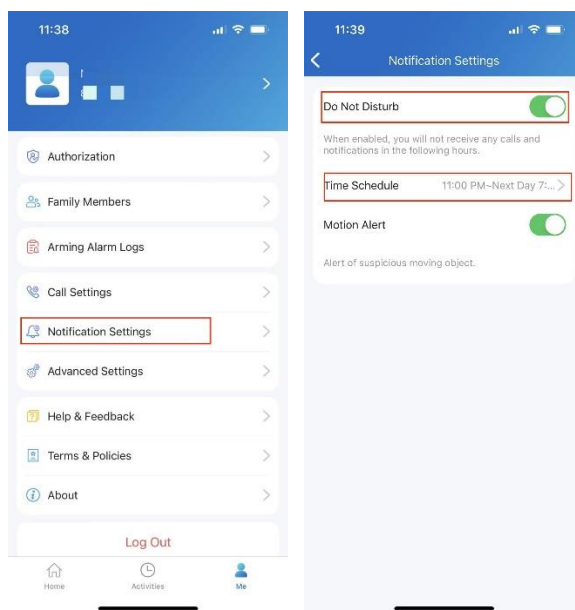 11:38
Authorization
Family Members
Arming Alarm Logs
Call Settings
Notification Settings
Advanced Settings
Help & Feedback
Terms & Policies
About
Log Out
Home
Activities
Me
11:39
Notification Settings
Do Not Disturb
When enabled, you will not receive any calls and
notifications in the following hours.
Time Schedule 11:00 PM~Next Day 7:...
Motion Alert
Alert of suspicious moving object.